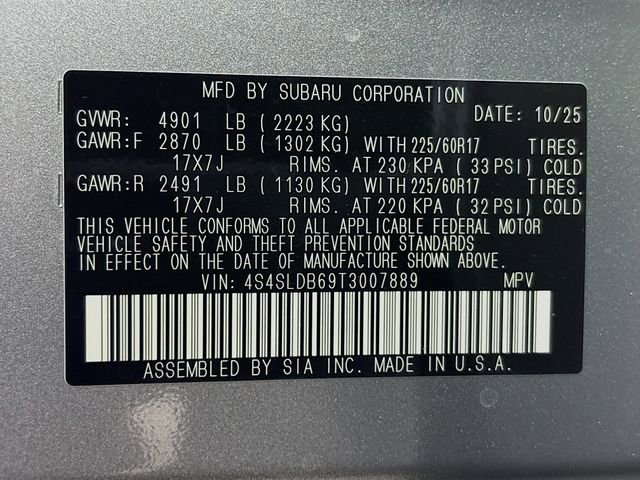 MFD BY SUBARU CORPORATION
DATE: 10/25
GVWR: 4901 LB ( 2223 KG)
GAWR: F 2870 LB ( 1302 KG) WITH 225/60R17 TIRES.
17X7J RIMS. AT 230 KPA ( 33 PSI) COLD
GAWR: R 2491 LB ( 1130 KG) WITH 225/60R17 TIRES.
17X7J RIMS. AT 220 KPA ( 32 PSI) COLD
THIS VEHICLE CONFORMS TO ALL APPLICABLE FEDERAL MOTOR
VEHICLE SAFETY AND THEFT PREVENTION STANDARDS
IN EFFECT ON THE DATE OF MANUFACTURE SHOWN ABOVE.
VIN: 4S4SLDB69T3007889 MPV
ASSEMBLED BY SIA INC. MADE IN U.S.A.